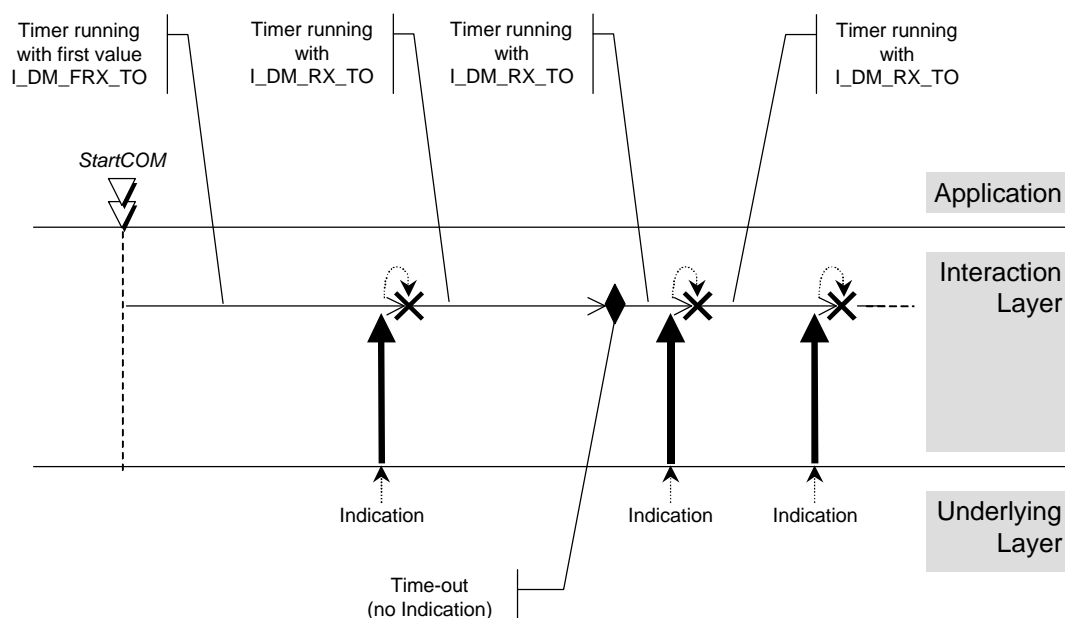 Timer running
with first value
I_DM_FRX_TO
Timer running
with
I_DM_RX_TO
Timer running
with
I_DM_RX_TO
Timer running
with
I_DM_RX_TO
StartCOM
Application
Interaction
Layer
Indication
Indication
Indication
Underlying
Layer
Time-out
(no Indication)